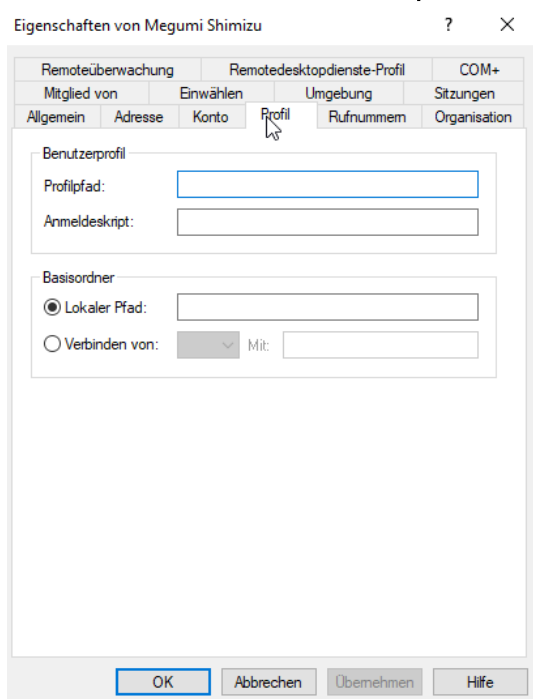 Eigenschaften von Megumi Shimizu ? ×
Remoteüberwachung Remotedesktopdienste-Profil COM+
Mitglied von Einwählen Umgebung Sitzungen
Allgemein Adresse Konto Profil Rufnummern Organisation
Benutzerprofil
Profilpfad:
Anmeldeskript:
Basisordner
Lokaler Pfad:
Verbinden von: Mit:
OK Abbrechen Übernehmen Hilfe